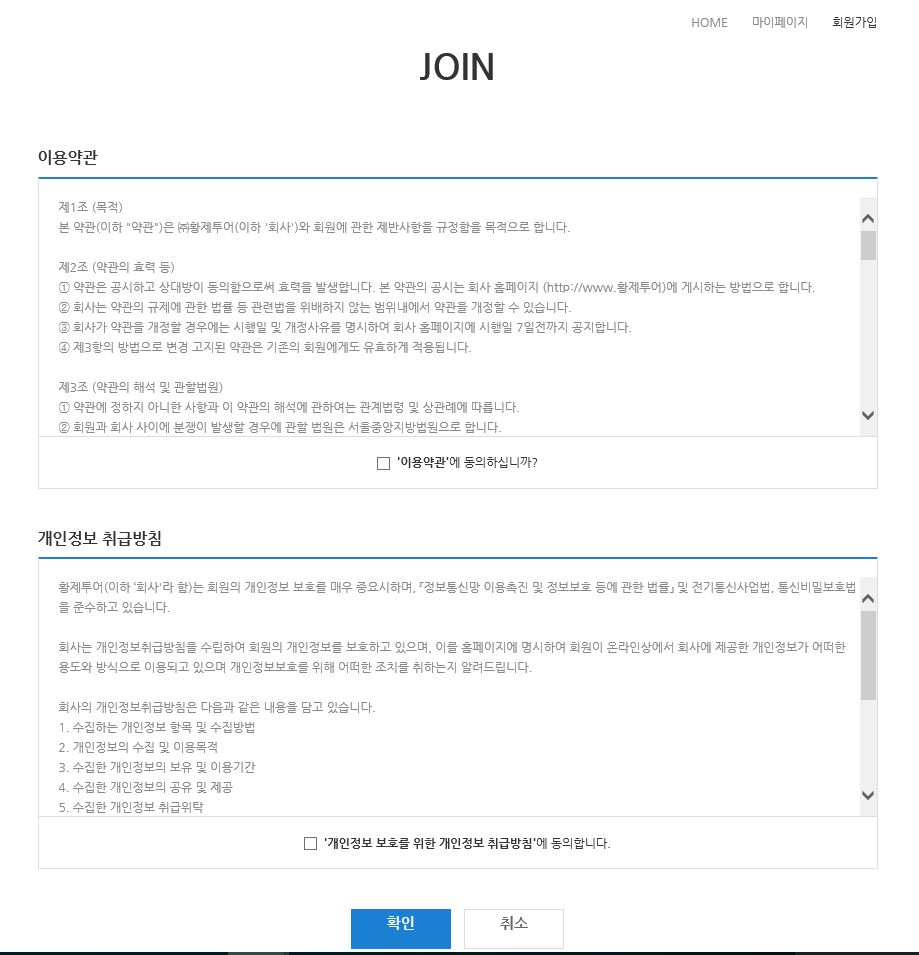 HOME 마이페이지 회원가입
JOIN
이용약관
제1조 (목적)
본 약관(이하 "약관")은 ㈜황제투어(이하 '회사')와 회원에 관한 제반사항을 규정함을 목적으로 합니다.
제2조 (약관의 효력 등)
① 약관은 공시하고 상대방이 동의함으로써 효력을 발생합니다. 본 약관의 공시는 회사 홈페이지 (http://www.황제투어)에 게시하는 방법으로 합니다.
② 회사는 약관의 규제에 관한 법률 등 관련법을 위배하지 않는 범위내에서 약관을 개정할 수 있습니다.
③ 회사가 약관을 개정할 경우에는 시행일 및 개정사유를 명시하여 회사 홈페이지에 시행일 7일전까지 공지합니다.
④ 제3항의 방법으로 변경 고지된 약관은 기존의 회원에게도 유효하게 적용됩니다.
제3조 (약관의 해석 및 관할법원)
① 약관에 정하지 아니한 사항과 이 약관의 해석에 관하여는 관계법령 및 상관례에 따릅니다.
② 회원과 회사 사이에 분쟁이 발생할 경우에 관할 법원은 서울중앙지방법원으로 합니다.
'이용약관'에 동의하십니까?
개인정보 취급방침
황제투어(이하 '회사'라 함)는 회원의 개인정보 보호를 매우 중요시하며, 『정보통신망 이용촉진 및 정보보호 등에 관한 법률』 및 전기통신사업법, 통신비밀보호법
을 준수하고 있습니다.
회사는 개인정보취급방침을 수립하여 회원의 개인정보를 보호하고 있으며, 이를 홈페이지에 명시하여 회원이 온라인상에서 회사에 제공한 개인정보가 어떠한
용도와 방식으로 이용되고 있으며 개인정보보호를 위해 어떠한 조치를 취하는지 알려드립니다.
회사의 개인정보취급방침은 다음과 같은 내용을 담고 있습니다.
1. 수집하는 개인정보 항목 및 수집방법
2. 개인정보의 수집 및 이용목적
3. 수집한 개인정보의 보유 및 이용기간
4. 수집한 개인정보의 공유 및 제공
5. 수집한 개인정보 취급위탁
'개인정보 보호를 위한 개인정보 취급방침'에 동의합니다.
확인 취소